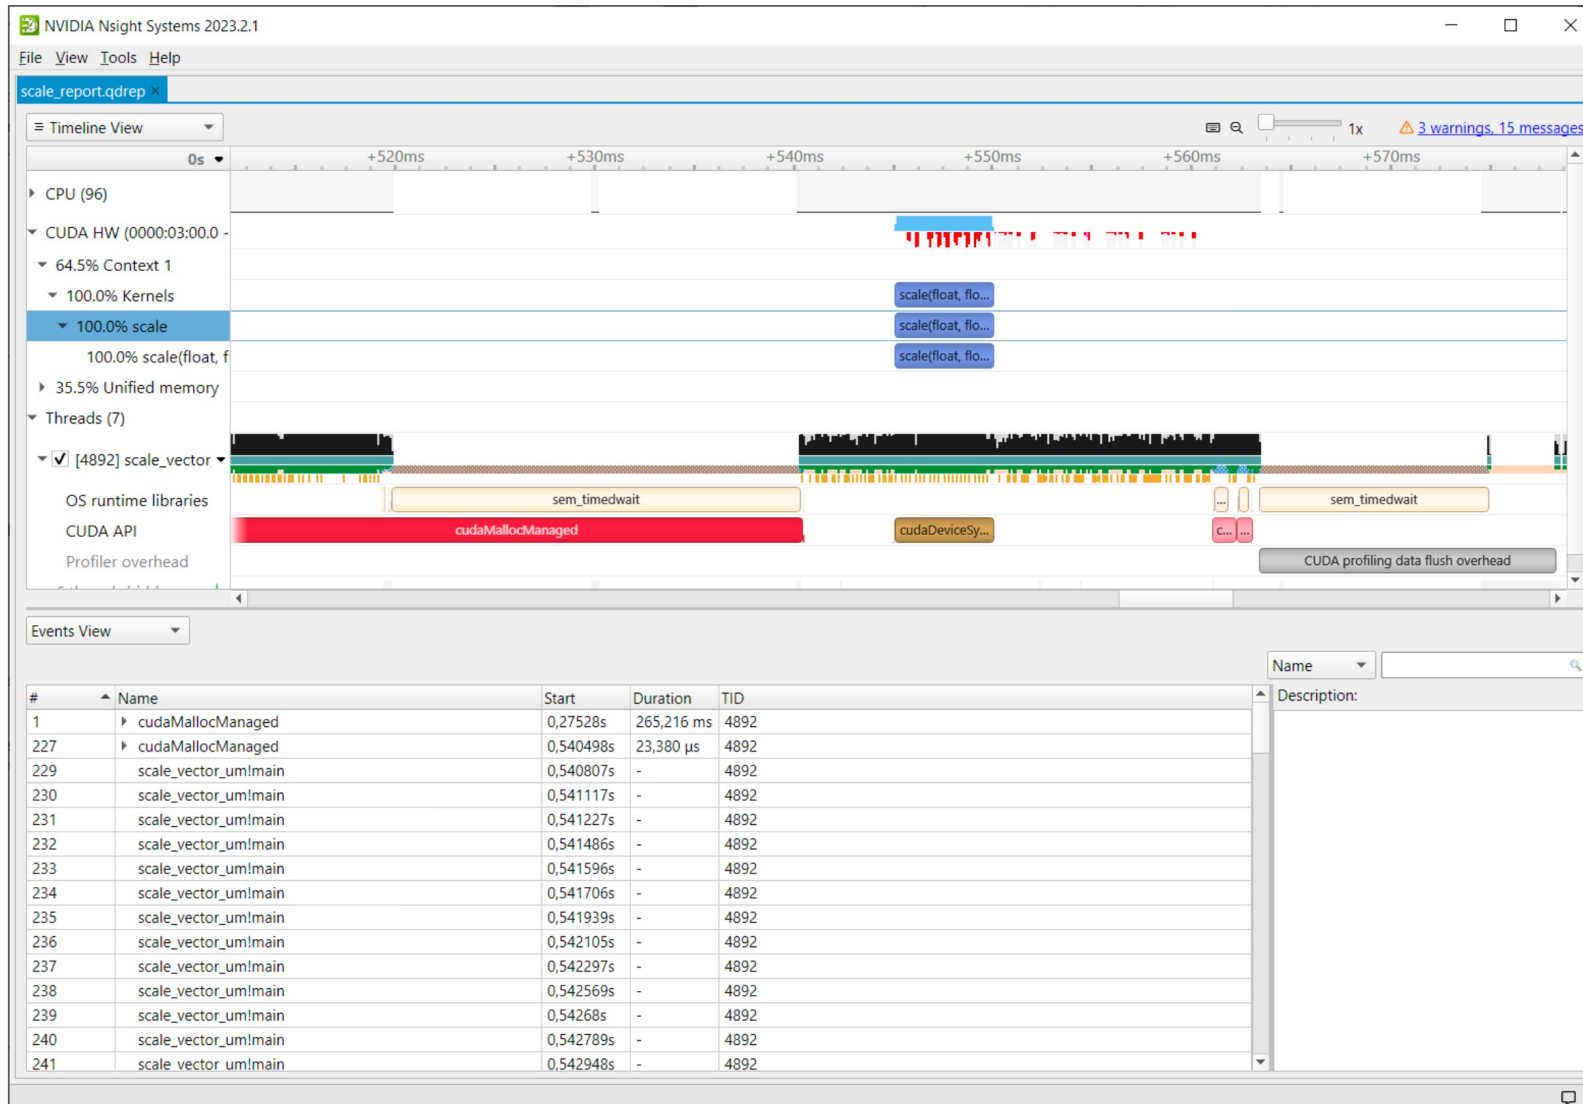 NVIDIA Nsight Systems 2023.2.1
File View Tools Help
scale_report.qdrep
Timeline View 1x 3 warnings, 15 messages
0s +520ms +530ms +540ms +550ms +560ms +570ms
CPU (96)
CUDA HW (0000:03:00.0 -
64.5% Context 1
100.0% Kernels scale(float, flo...
100.0% scale scale(float, flo...
100.0% scale(float, f scale(float, flo...
35.5% Unified memory
Threads (7)
[4892] scale_vector
OS runtime libraries sem_timedwait ... sem_timedwait
CUDA API cudaMallocManaged cudaDeviceSy... c... ...
Profiler overhead CUDA profiling data flush overhead
Events View
Name
# Name Start Duration TID Description:
1 cudaMallocManaged 0,27528s 265,216 ms 4892
227 cudaMallocManaged 0,540498s 23,380 μs 4892
229 scale_vector_um!main 0,540807s - 4892
230 scale_vector_um!main 0,541117s - 4892
231 scale_vector_um!main 0,541227s - 4892
232 scale_vector_um!main 0,541486s - 4892
233 scale_vector_um!main 0,541596s - 4892
234 scale_vector_um!main 0,541706s - 4892
235 scale_vector_um!main 0,541939s - 4892
236 scale_vector_um!main 0,542105s - 4892
237 scale_vector_um!main 0,542297s - 4892
238 scale_vector_um!main 0,542569s - 4892
239 scale_vector_um!main 0,54268s - 4892
240 scale_vector_um!main 0,542789s - 4892
241 scale_vector_um!main 0,542948s - 4892